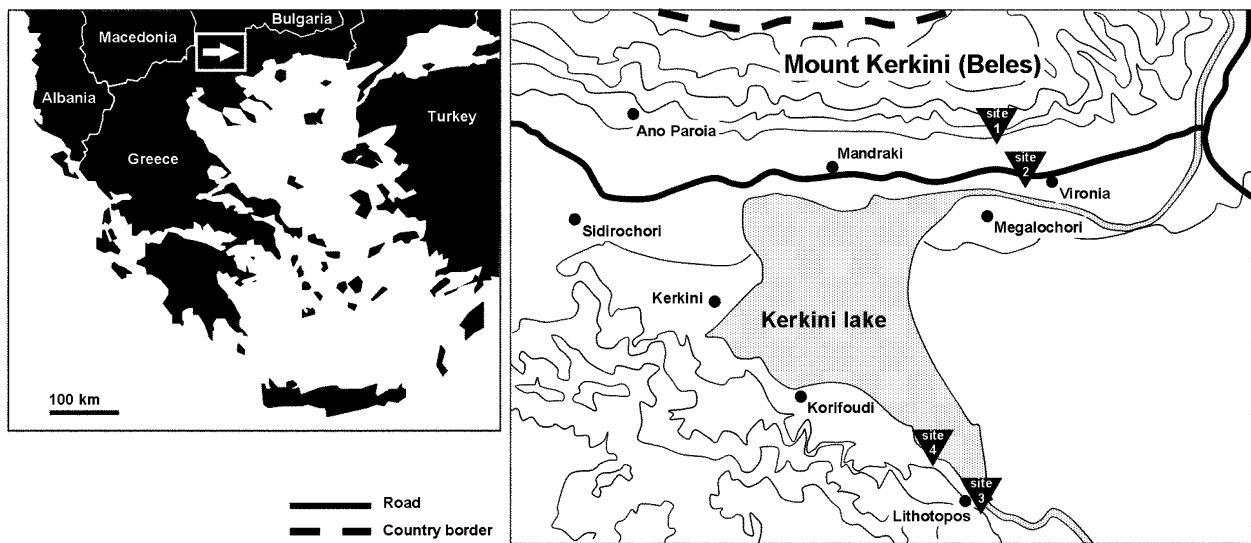 Bulgaria
Macedonia
Albania
Turkey
Greece
100 km
Road
Country border
Mount Kerkini (Beles)
site
1
Ano Paroia
Mandraki
site
2
Vironia
Sidirochori
Megalochori
Kerkini
Kerkini lake
Korifoudi
site
4
site
3
Lithotopos